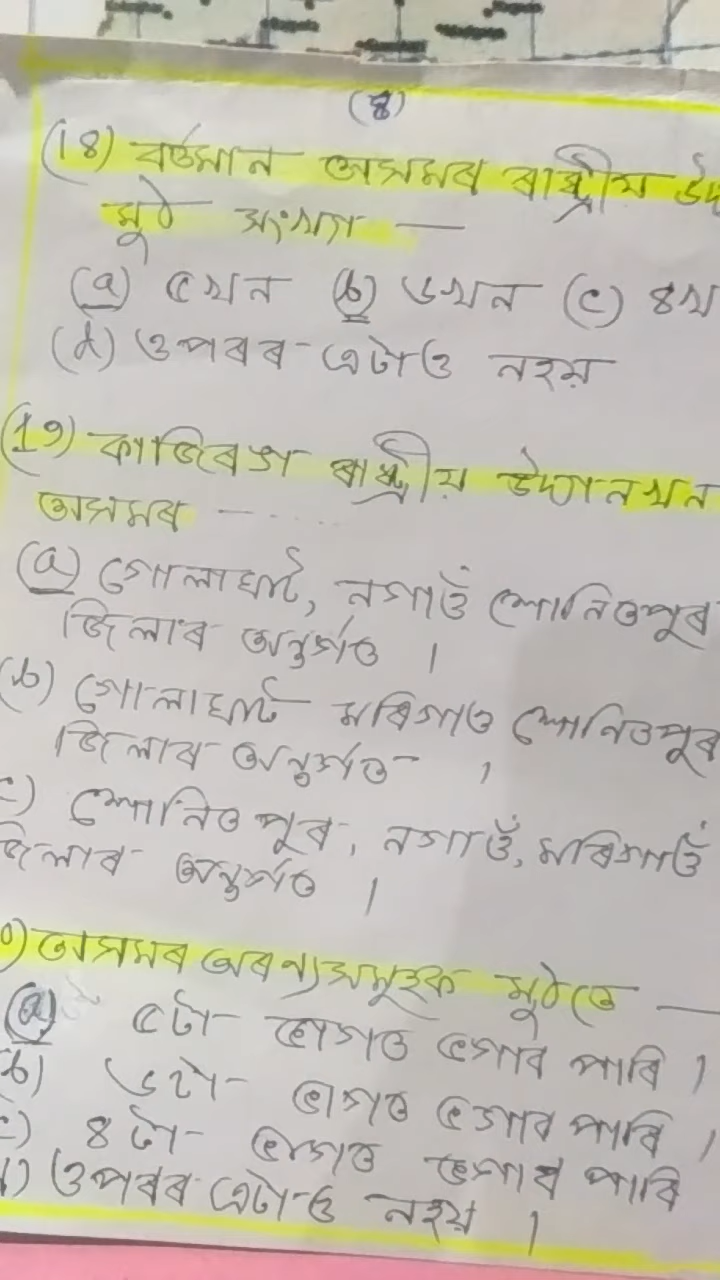 (8)
(18) বৰ্তমান অসমৰ ৰাষ্ট্ৰীয় উদ্য
মুঠ সংখ্যা —
(a) ৫খন (b) ৬খন (c) ৪খ
(d) ওপৰৰ এটাও নহয়
(19) কাজিৰঙা ৰাষ্ট্ৰীয় উদ্যানখন
অসমৰ -.....
(a) গোলাঘাট, নগাওঁ শোনিতপুৰ
জিলাৰ অন্তৰ্গত ।
(b) গোলাঘাট মৰিগাও শোনিতপুৰ
জিলাৰ অন্তৰ্গত ,
c) শোনিতপুৰ, নগাওঁ, মৰিগাওঁ
জিলাৰ অন্তৰ্গত ।
0) অসমৰ অৰণ্যসমূহক মুঠতে —
(a) ৫টা ভাগত ভগাব পাৰি ।
b) ৬টা ভাগত ভগাব পাৰি ।
c) ৪টা ভাগত ভগাব পাৰি
d) ওপৰৰ এটাও নহয় ।